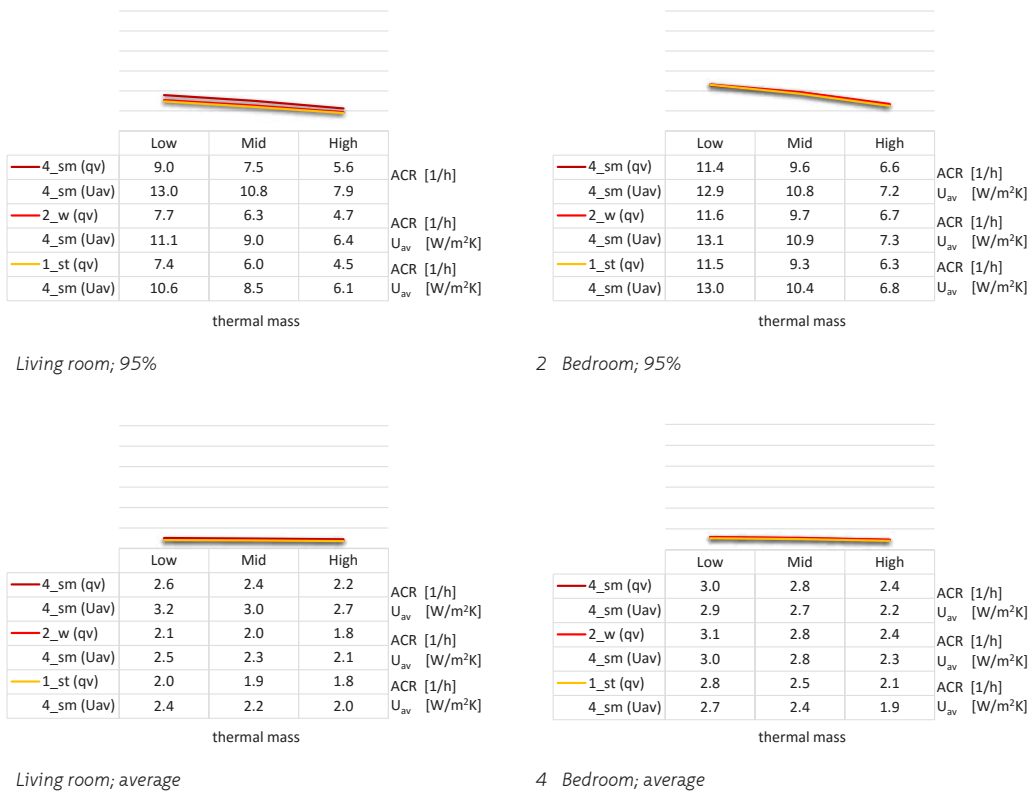 Low Mid High
4_sm (qv) 9.0 7.5 5.6 ACR [1/h]
4_sm (Uav) 13.0 10.8 7.9
2_w (qv) 7.7 6.3 4.7 ACR [1/h]
4_sm (Uav) 11.1 9.0 6.4 Uav [W/m²K]
1_st (qv) 7.4 6.0 4.5 ACR [1/h]
4_sm (Uav) 10.6 8.5 6.1 Uav [W/m²K]
thermal mass
Living room; 95%
Low Mid High
4_sm (qv) 11.4 9.6 6.6 ACR [1/h]
4_sm (Uav) 12.9 10.8 7.2 Uav [W/m²K]
2_w (qv) 11.6 9.7 6.7 ACR [1/h]
4_sm (Uav) 13.1 10.9 7.3 Uav [W/m²K]
1_st (qv) 11.5 9.3 6.3 ACR [1/h]
4_sm (Uav) 13.0 10.4 6.8 Uav [W/m²K]
thermal mass
2 Bedroom; 95%
Low Mid High
4_sm (qv) 2.6 2.4 2.2 ACR [1/h]
4_sm (Uav) 3.2 3.0 2.7 Uav [W/m²K]
2_w (qv) 2.1 2.0 1.8 ACR [1/h]
4_sm (Uav) 2.5 2.3 2.1 Uav [W/m²K]
1_st (qv) 2.0 1.9 1.8 ACR [1/h]
4_sm (Uav) 2.4 2.2 2.0 Uav [W/m²K]
thermal mass
Living room; average
Low Mid High
4_sm (qv) 3.0 2.8 2.4 ACR [1/h]
4_sm (Uav) 2.9 2.7 2.2 Uav [W/m²K]
2_w (qv) 3.1 2.8 2.4 ACR [1/h]
4_sm (Uav) 3.0 2.8 2.3 Uav [W/m²K]
1_st (qv) 2.8 2.5 2.1 ACR [1/h]
4_sm (Uav) 2.7 2.4 1.9 Uav [W/m²K]
thermal mass
4 Bedroom; average